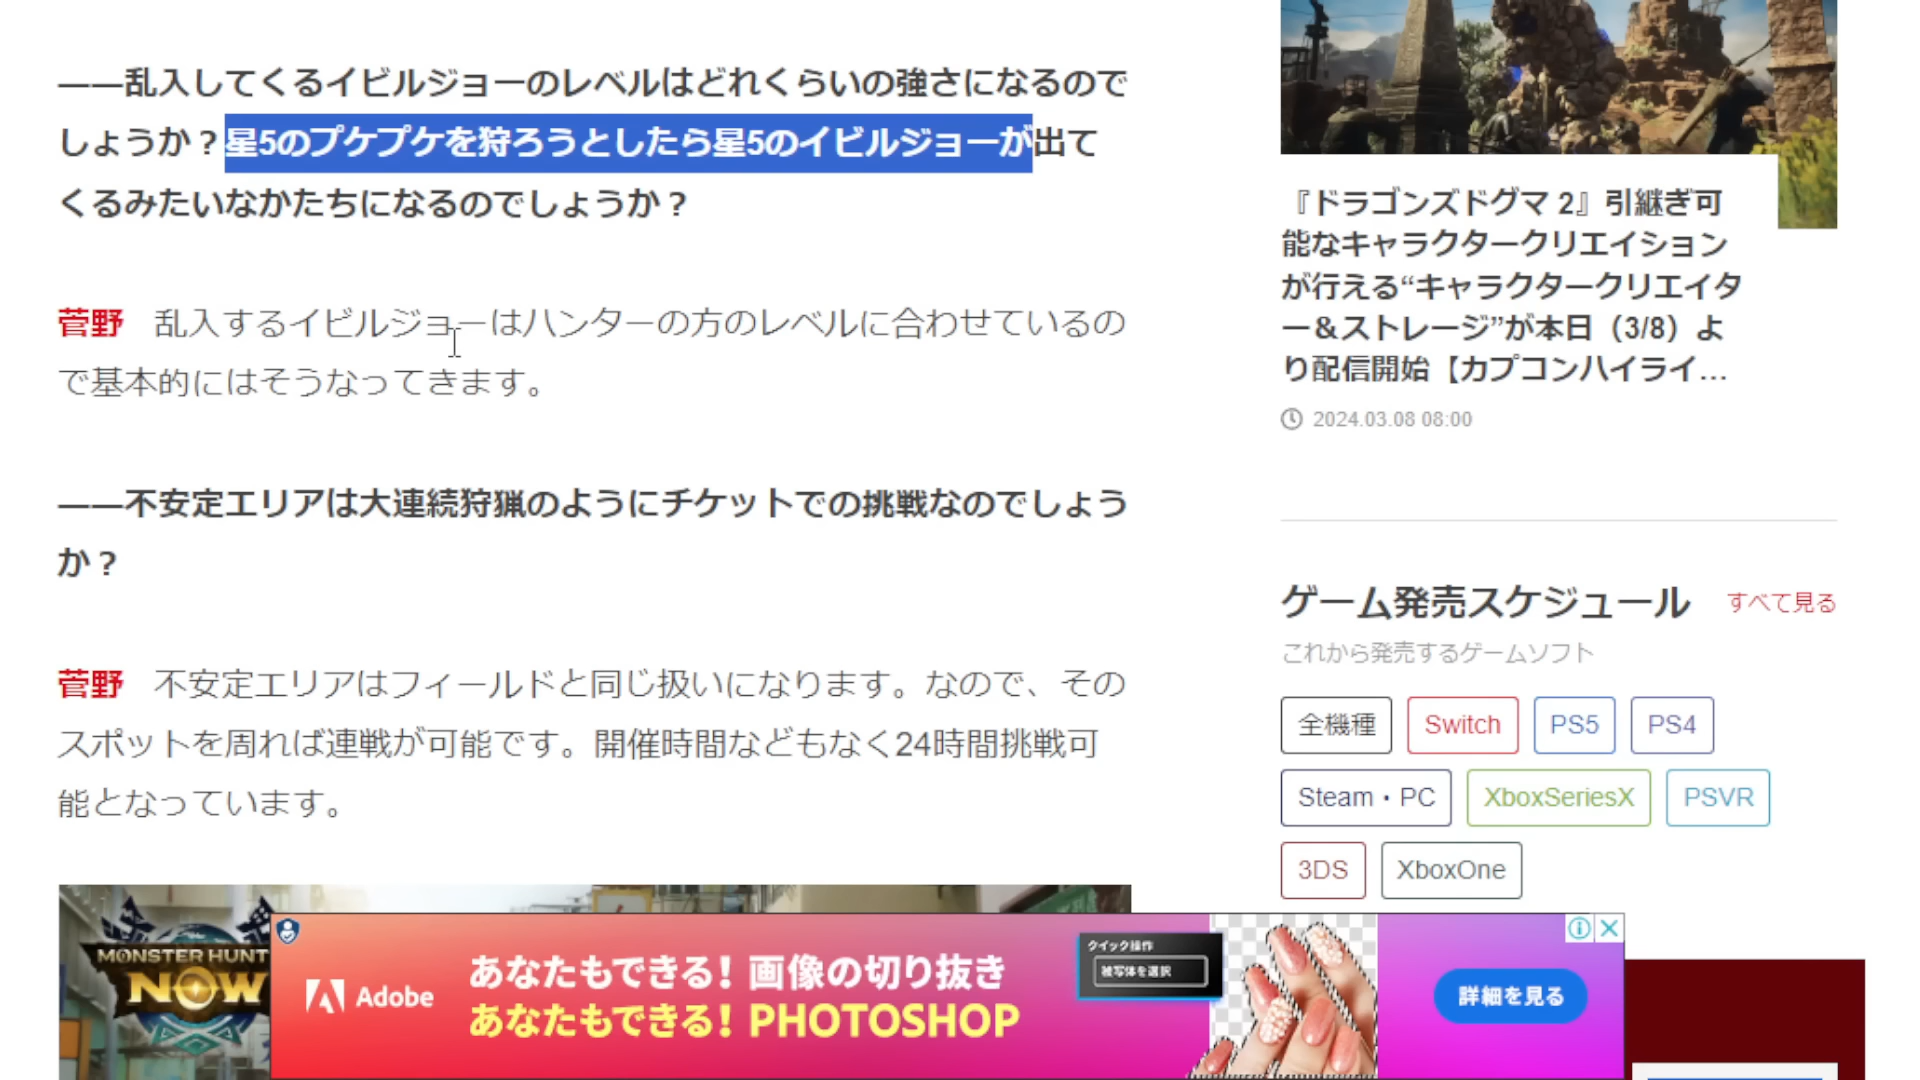 ——乱入してくるイビルジョーのレベルはどれくらいの強さになるので
しょうか？星5のプケプケを狩ろうとしたら星5のイビルジョーが出て
くるみたいなかたちになるのでしょうか？
菅野　乱入するイビルジョーはハンターの方のレベルに合わせているの
で基本的にはそうなってきます。
——不安定エリアは大連続狩猟のようにチケットでの挑戦なのでしょう
か？
菅野　不安定エリアはフィールドと同じ扱いになります。なので、その
スポットを周れば連戦が可能です。開催時間などもなく24時間挑戦可
能となっています。
MONSTER HUNT
NOW
Adobe
あなたもできる！画像の切り抜き
あなたもできる！PHOTOSHOP
クイック操作
被写体を選択
詳細を見る
『ドラゴンズドグマ 2』引継ぎ可
能なキャラクタークリエイション
が行える“キャラクタークリエイタ
ー＆ストレージ”が本日（3/8）よ
り配信開始【カプコンハイライ...
2024.03.08 08:00
ゲーム発売スケジュール
すべて見る
これから発売するゲームソフト
全機種
Switch
PS5
PS4
Steam・PC
XboxSeriesX
PSVR
3DS
XboxOne